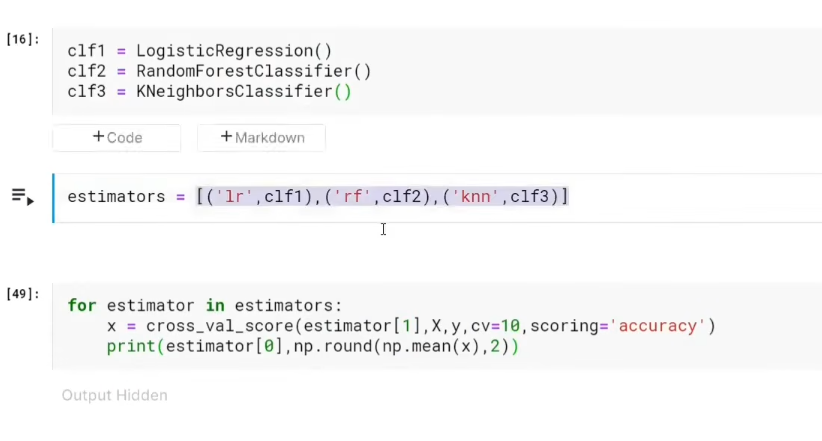 [16]:
clf1 = LogisticRegression()
clf2 = RandomForestClassifier()
clf3 = KNeighborsClassifier()
+ Code + Markdown
estimators = [('lr',clf1),('rf',clf2),('knn',clf3)]
[49]:
for estimator in estimators:
    x = cross_val_score(estimator[1],X,y,cv=10,scoring='accuracy')
    print(estimator[0],np.round(np.mean(x),2))
Output Hidden